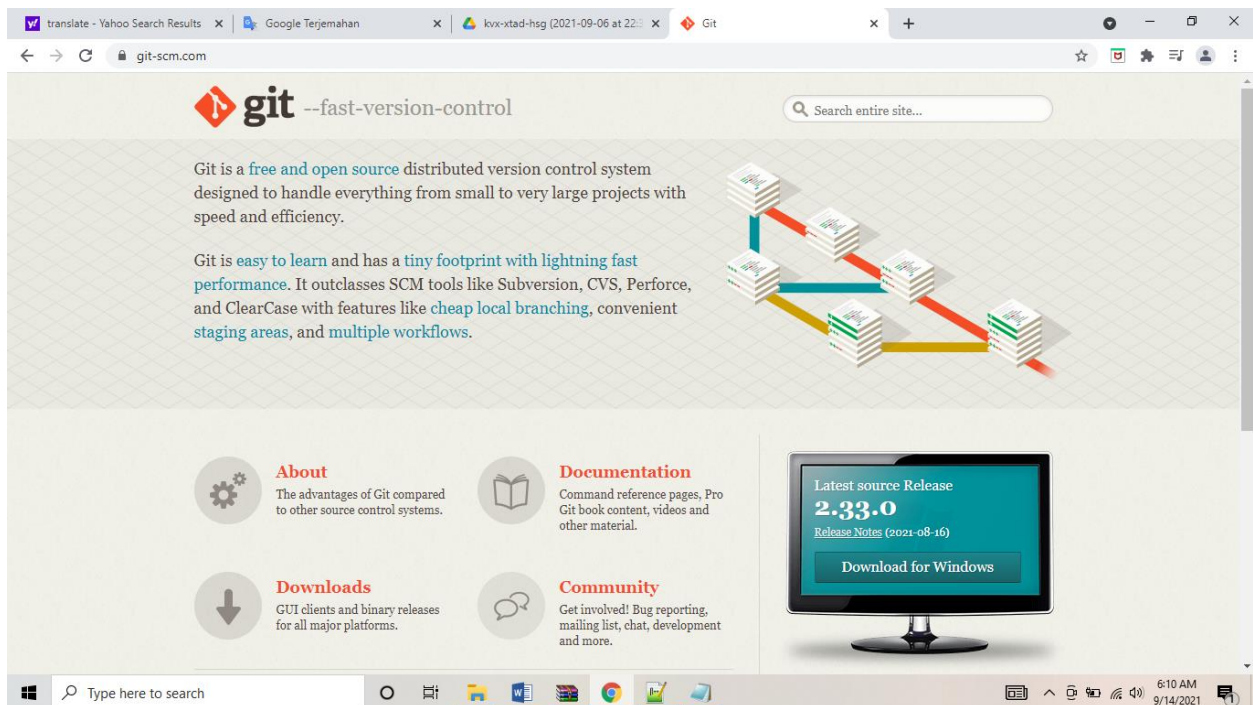 translate - Yahoo Search Results
Google Terjemahan
kvx-xtad-hsg (2021-09-06 at 22:
Git
git-scm.com
git --fast-version-control
Search entire site...
Git is a free and open source distributed version control system
designed to handle everything from small to very large projects with
speed and efficiency.
Git is easy to learn and has a tiny footprint with lightning fast
performance. It outclasses SCM tools like Subversion, CVS, Perforce,
and ClearCase with features like cheap local branching, convenient
staging areas, and multiple workflows.
About
The advantages of Git compared
to other source control systems.
Documentation
Command reference pages, Pro
Git book content, videos and
other material.
Downloads
GUI clients and binary releases
for all major platforms.
Community
Get involved! Bug reporting,
mailing list, chat, development
and more.
Latest source Release
2.33.0
Release Notes (2021-08-16)
Download for Windows
Type here to search
6:10 AM
9/14/2021